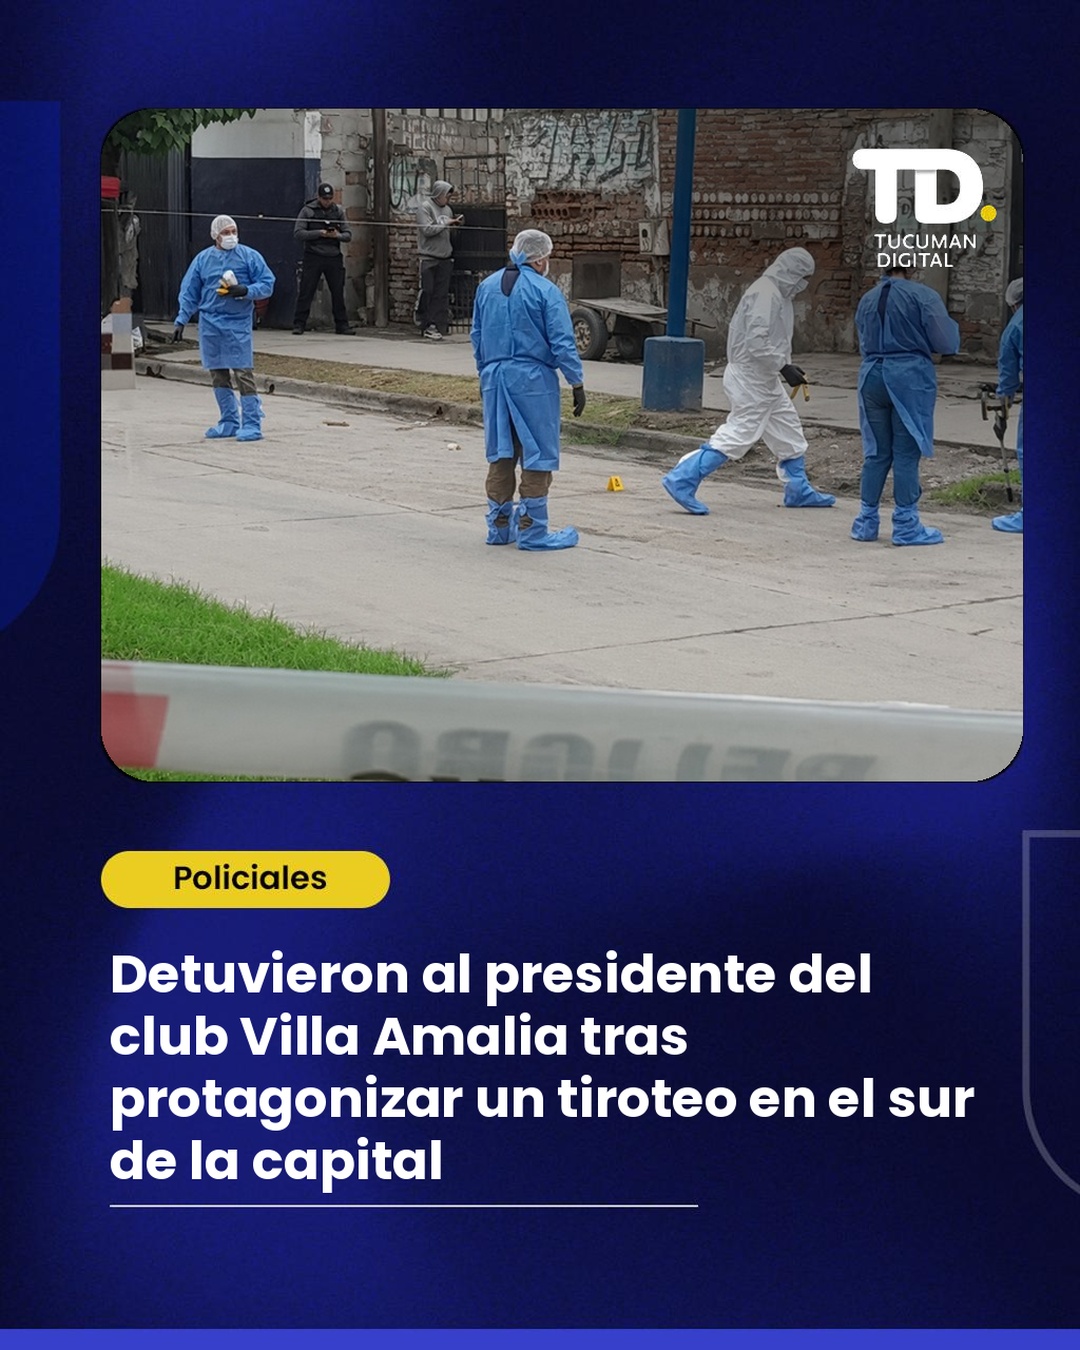 TD.
TUCUMAN
DIGITAL
PELIGRO
Policiales
Detuvieron al presidente del
club Villa Amalia tras
protagonizar un tiroteo en el sur
de la capital